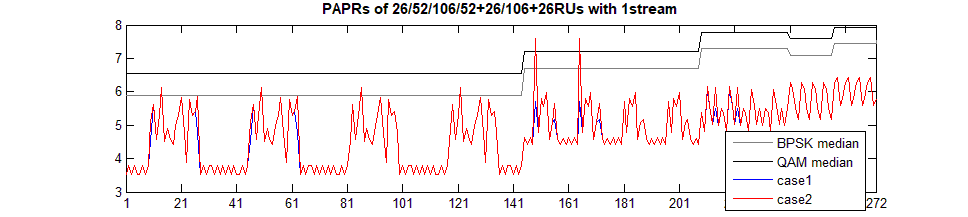 PAPRs of 26/52/106/52+26/106+26RUs with 1stream
8
7
6
5
4
3
BPSK median
QAM median
case1
case2
1 21 41 61 81 101 121 141 161 181 201 272